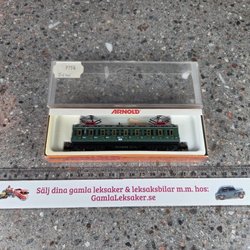 ARNOLD
Sälj dina gamla leksaker & leksaksbilar m.m. hos:
GamlaLeksaker.se